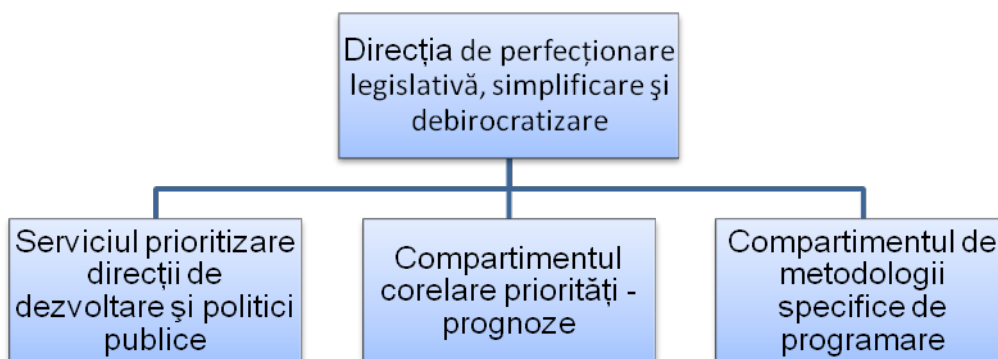 Direcția de perfecționare
legislativă, simplificare şi
debirocratizare
Serviciul prioritizare
direcții de
dezvoltare şi politici
publice
Compartimentul
corelare priorități -
prognoze
Compartimentul de
metodologii
specifice de
programare